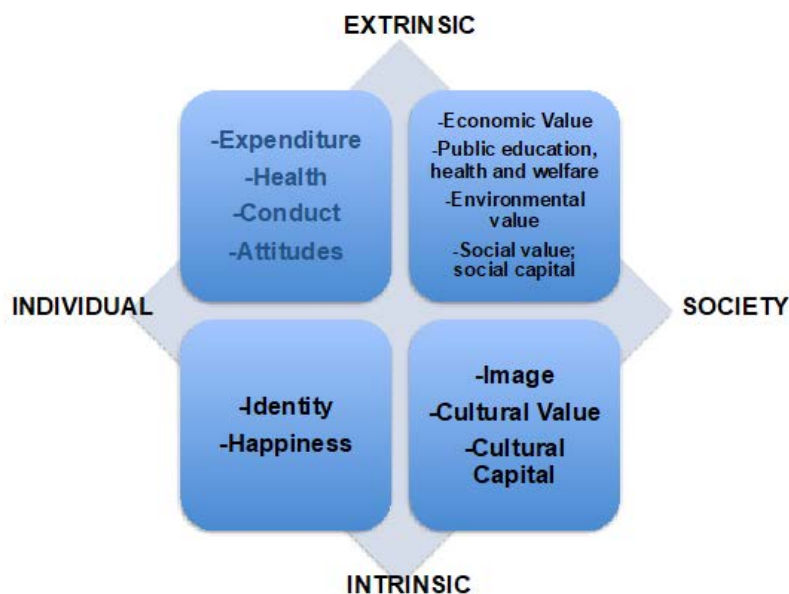 EXTRINSIC
-Expenditure
-Health
-Conduct
-Attitudes
-Economic Value
-Public education,
health and welfare
-Environmental
value
-Social value;
social capital
INDIVIDUAL
SOCIETY
-Identity
-Happiness
-Image
-Cultural Value
-Cultural
Capital
INTRINSIC